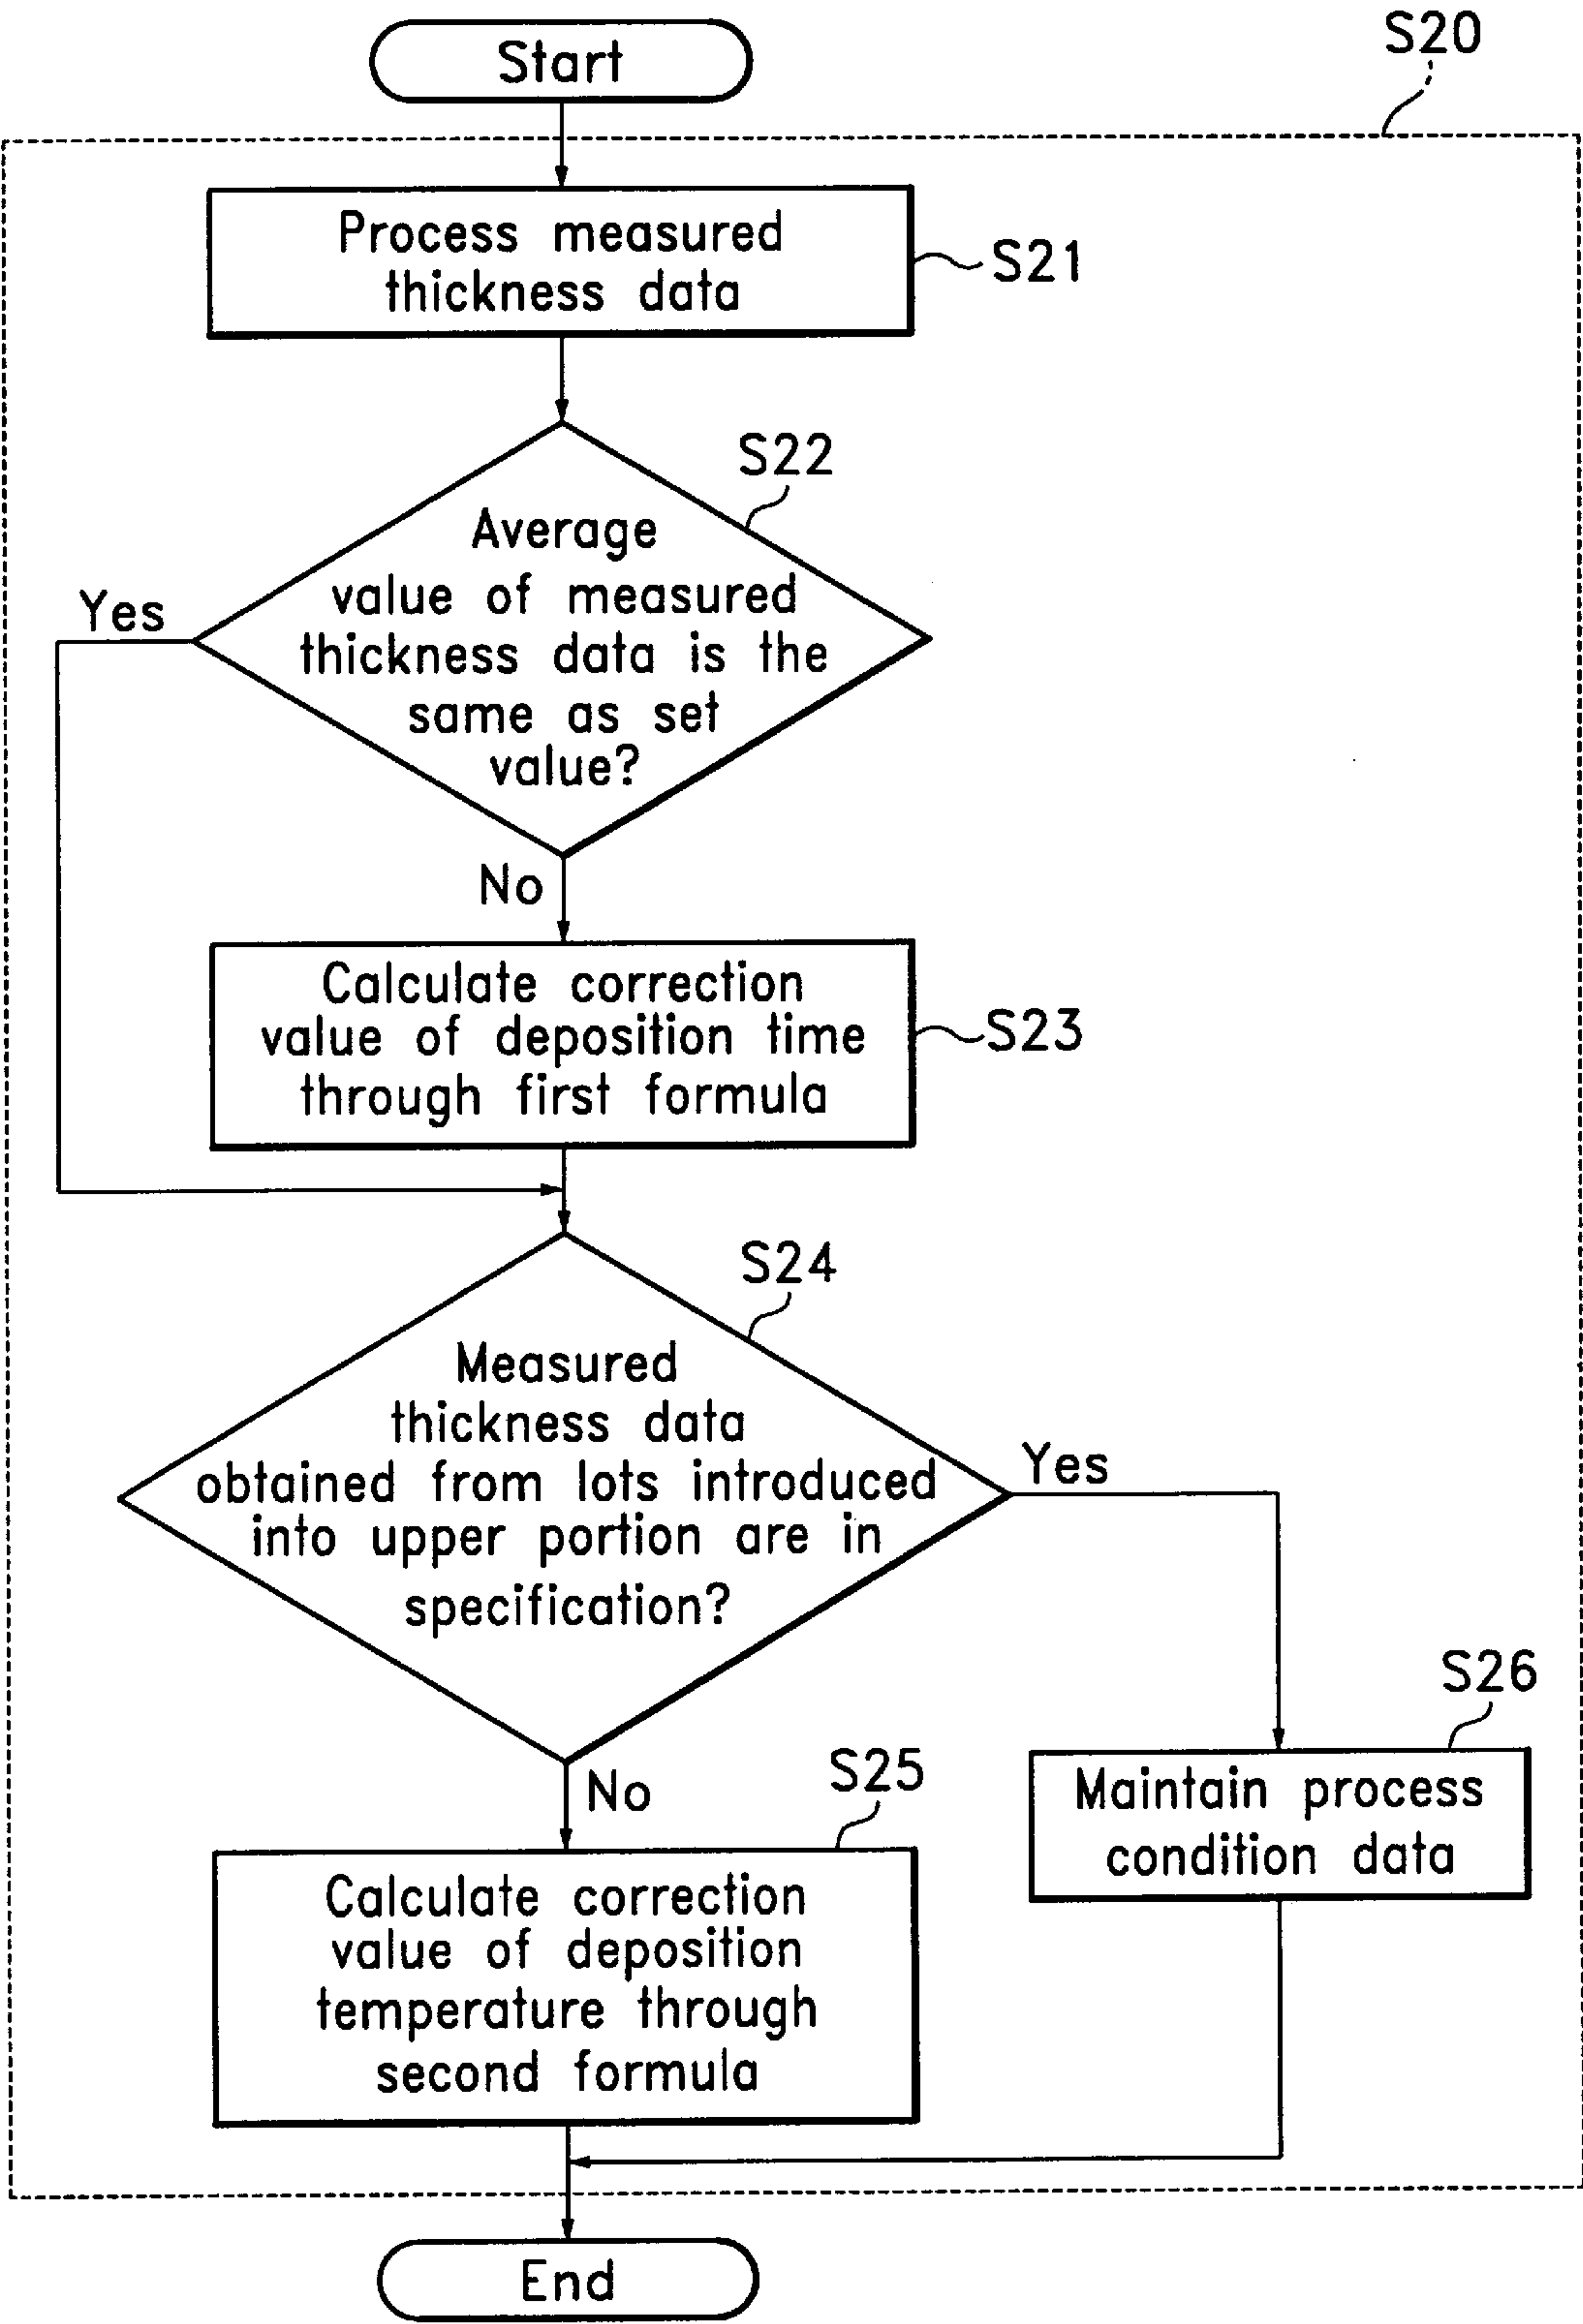 S20
Start
Process measured
thickness data
S21
S22
Average
value of measured
thickness data is the
same as set
value?
Yes
No
Calculate correction
value of deposition time
through first formula
S23
S24
Measured
thickness data
obtained from lots introduced
into upper portion are in
specification?
Yes
No
S26
Maintain process
condition data
S25
Calculate correction
value of deposition
temperature through
second formula
End